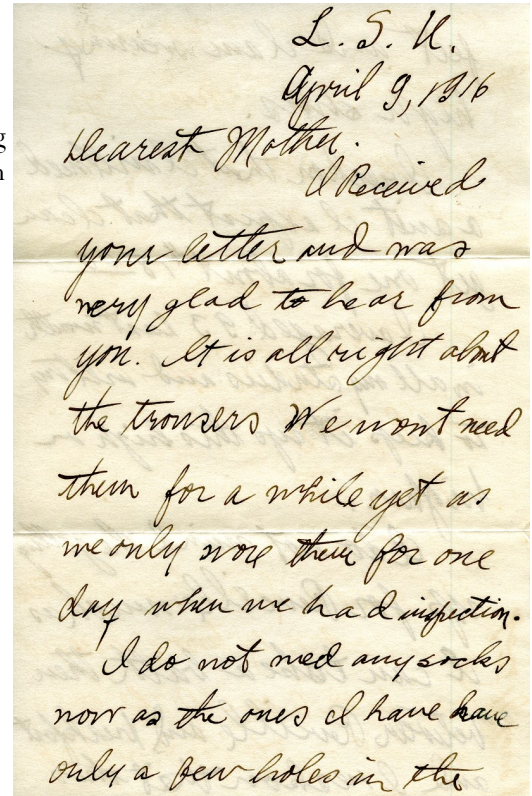 L. S. U.
April 9, 1916
Dearest Mother.
I Received
your letter and was
very glad to hear from
you. It is all right about
the trousers We wont need
them for a while yet as
we only wore them for one
day when we had inspection.
I do not need any socks
now as the ones I have have
only a few holes in the